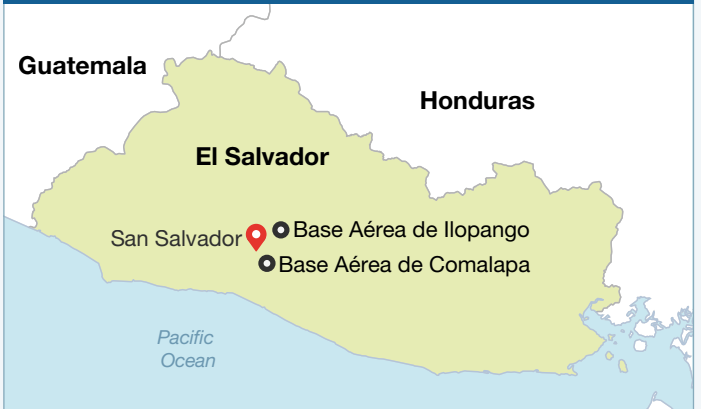 Guatemala
Honduras
El Salvador
San Salvador
Base Aérea de Ilopango
Base Aérea de Comalapa
Pacific
Ocean